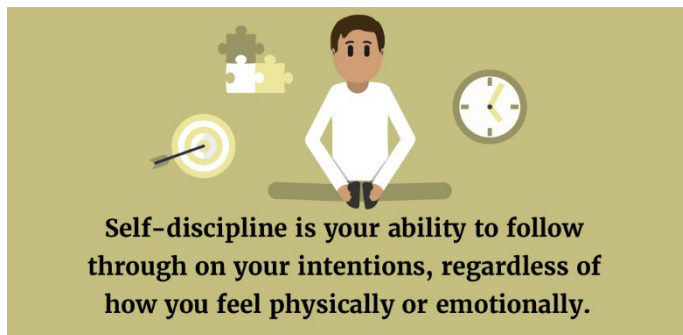 Self-discipline is your ability to follow
through on your intentions, regardless of
how you feel physically or emotionally.